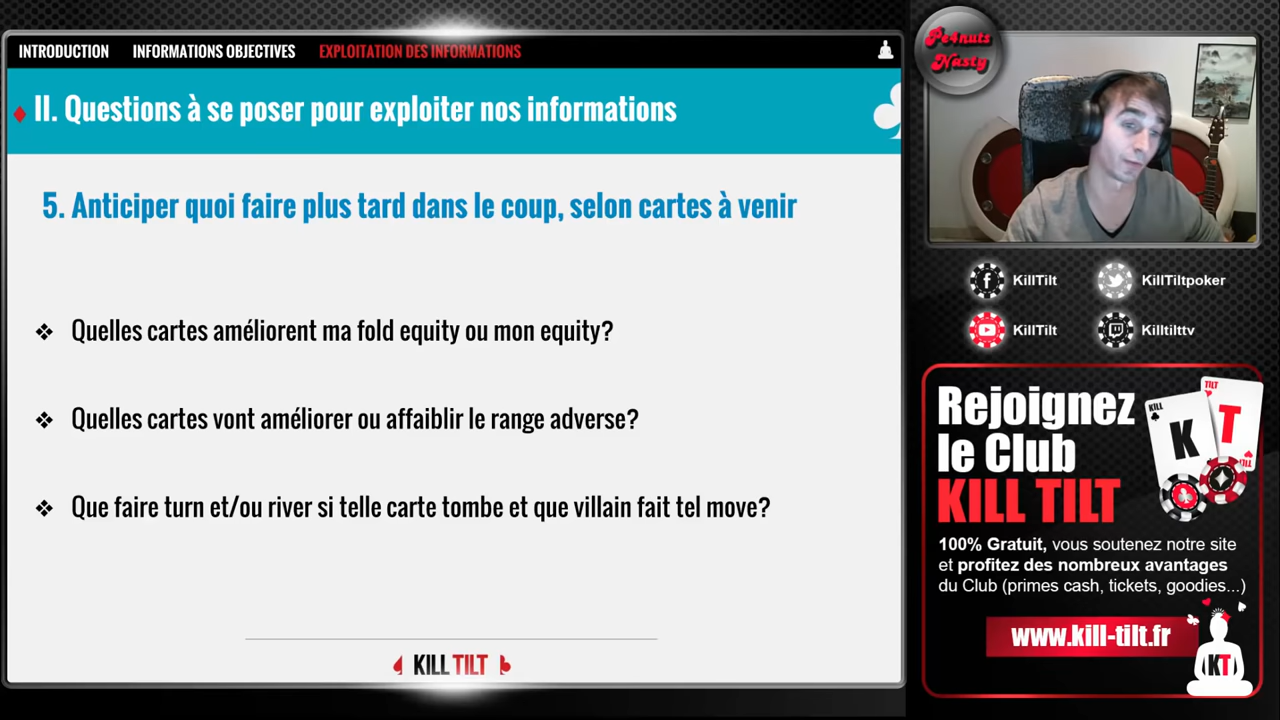 INTRODUCTION INFORMATIONS OBJECTIVES EXPLOITATION DES INFORMATIONS
II. Questions à se poser pour exploiter nos informations
5. Anticiper quoi faire plus tard dans le coup, selon cartes à venir
❖ Quelles cartes améliorent ma fold equity ou mon equity?
❖ Quelles cartes vont améliorer ou affaiblir le range adverse?
❖ Que faire turn et/ou river si telle carte tombe et que villain fait tel move?
KILL TILT
Pe4nuts
Nasty
KillTilt KillTiltpoker
KillTilt Killtilttv
Rejoignez
le Club
KILL TILT
KILL
K
TILT
T
TILT
100% Gratuit, vous soutenez notre site
et profitez des nombreux avantages
du Club (primes cash, tickets, goodies...)
www.kill-tilt.fr
KT